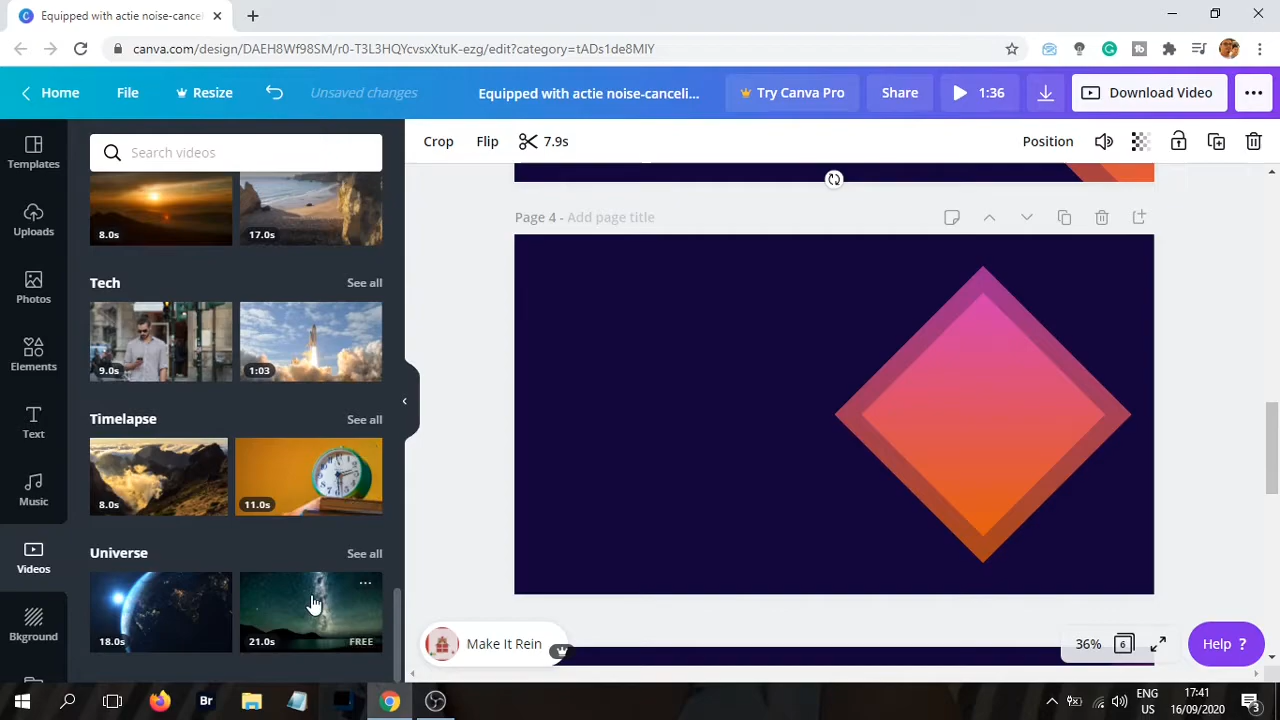 Equipped with actie noise-cancel
canva.com/design/DAEH8Wf98SM/r0-T3L3HQYcvsxXtuK-ezg/edit?category=tADs1de8MlY
Home
File
Resize
Unsaved changes
Equipped with actie noise-canceli...
Try Canva Pro
Share
1:36
Download Video
Templates
Uploads
Photos
Elements
Text
Music
Videos
Bkground
Search videos
8.0s
17.0s
Tech
See all
9.0s
1:03
Timelapse
See all
8.0s
11.0s
Universe
See all
18.0s
21.0s
FREE
Crop
Flip
7.9s
Position
Page 4 - Add page title
Make It Rein
36%
6
Help ?
Br
ENG
US
17:41
16/09/2020
3